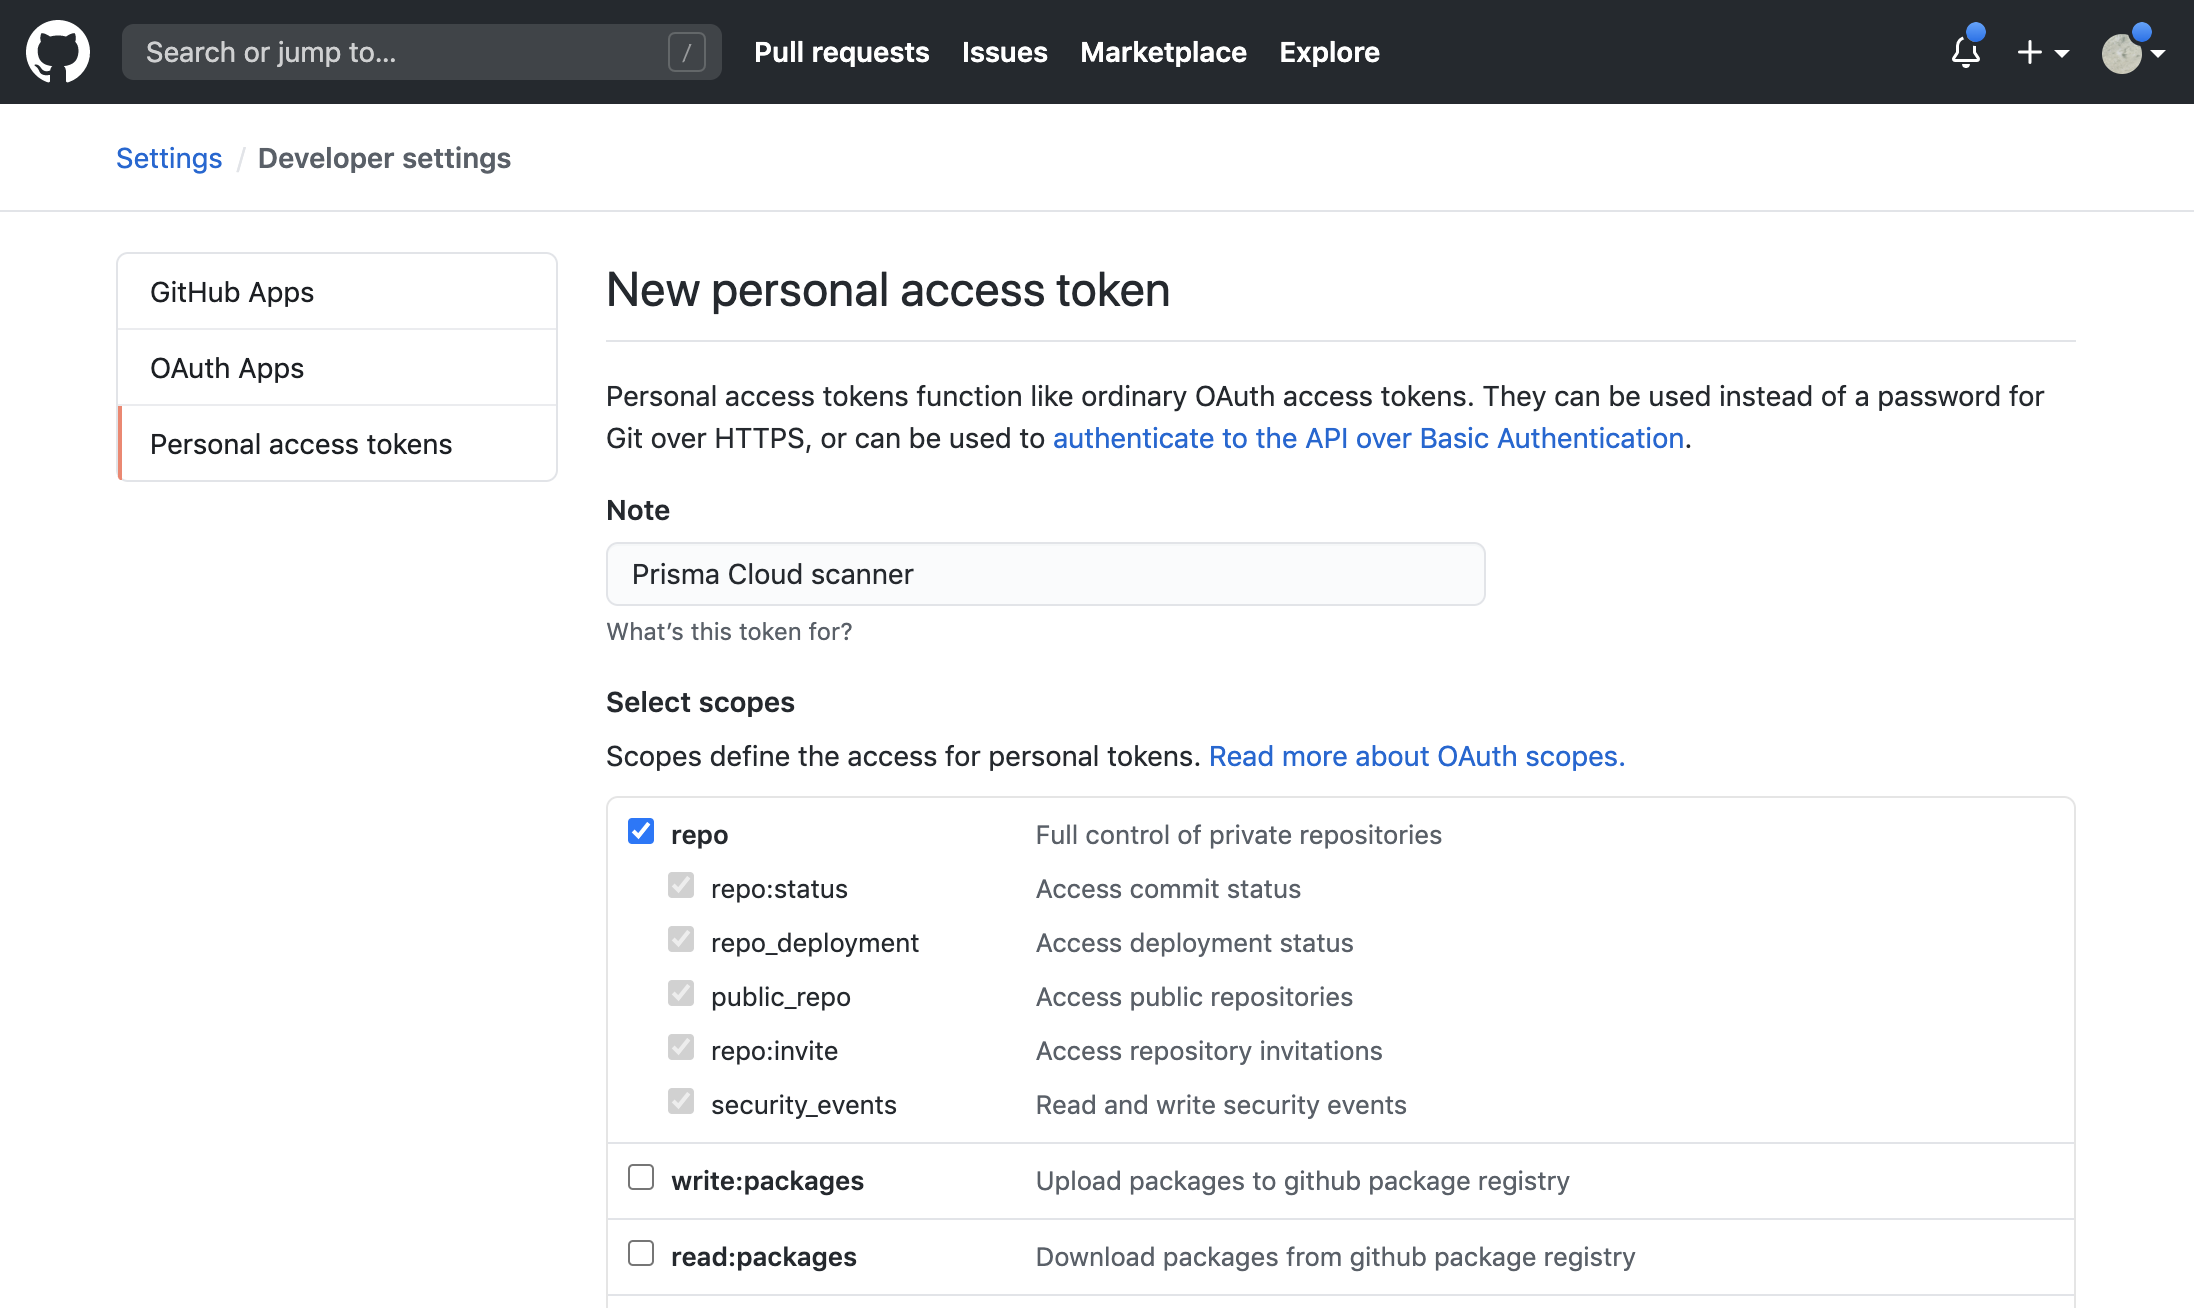 Search or jump to... /
Pull requests Issues Marketplace Explore
Settings / Developer settings
GitHub Apps
OAuth Apps
Personal access tokens
New personal access token
Personal access tokens function like ordinary OAuth access tokens. They can be used instead of a password for
Git over HTTPS, or can be used to authenticate to the API over Basic Authentication.
Note
Prisma Cloud scanner
What's this token for?
Select scopes
Scopes define the access for personal tokens. Read more about OAuth scopes.
repo Full control of private repositories
repo:status Access commit status
repo_deployment Access deployment status
public_repo Access public repositories
repo:invite Access repository invitations
security_events Read and write security events
write:packages Upload packages to github package registry
read:packages Download packages from github package registry